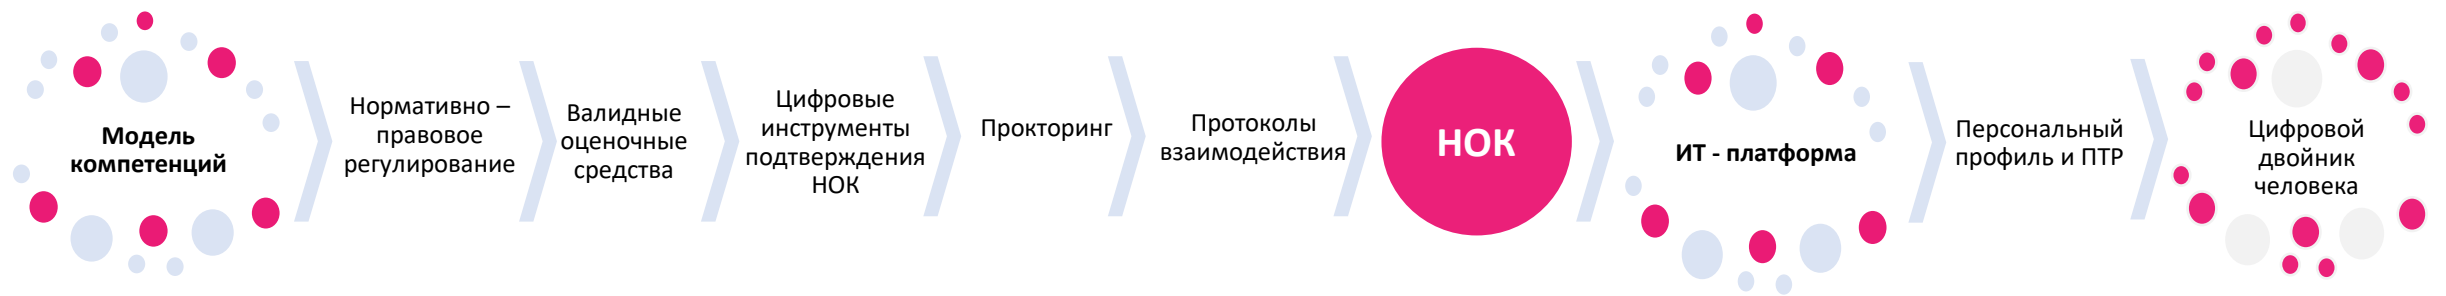 Модель
компетенций
Нормативно –
правовое
регулирование
Валидные
оценочные
средства
Цифровые
инструменты
подтверждения
НОК
Прокторинг
Протоколы
взаимодействия
НОК
ИТ - платформа
Персональный
профиль и ПТР
Цифровой
двойник
человека